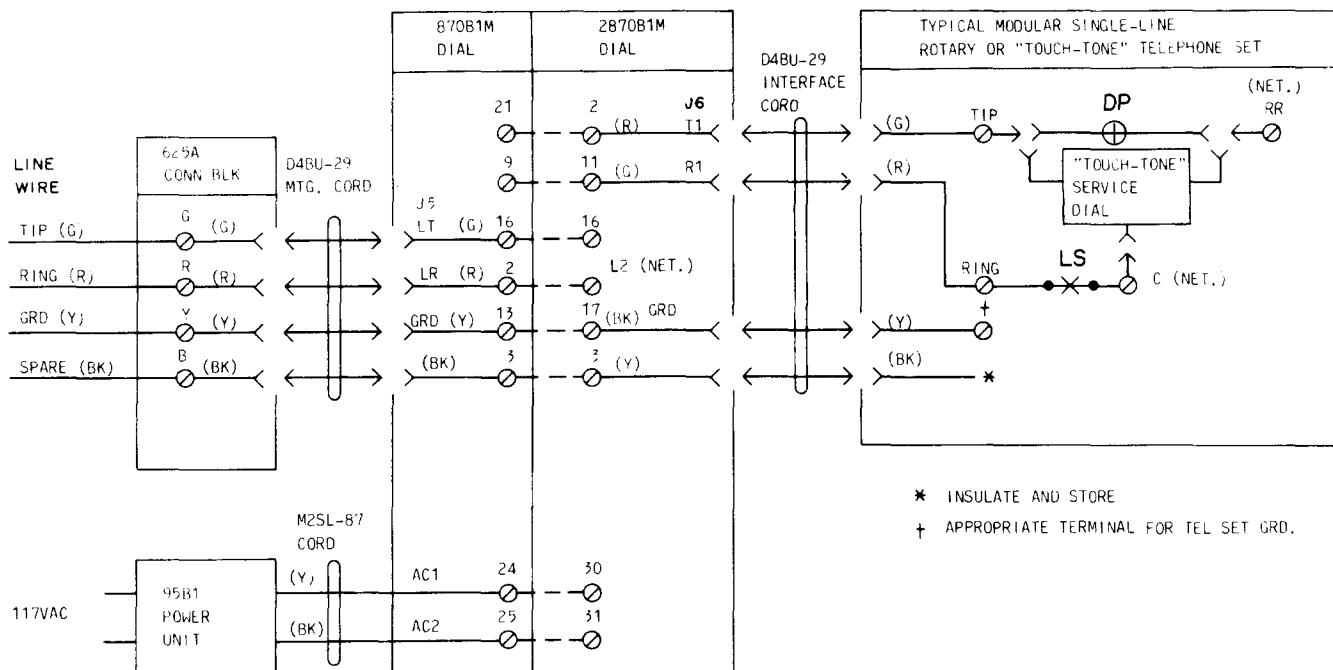 870B1M
DIAL
2870B1M
DIAL
TYPICAL MODULAR SINGLE-LINE
ROTARY OR "TOUCH-TONE" TELEPHONE SET
D4BU-29
INTERFACE
CORD
LINE
WIRE
625A
CONN BLK
D4BU-29
MTG. CORD
21
2
(R)
J6
T1
(G)
TIP
DP
(NET.)
RR
9
11
(G)
R1
(R)
"TOUCH-TONE"
SERVICE
DIAL
J5
TIP (G)
G
(G)
LT
(G)
16
16
RING (R)
R
(R)
LR
(R)
2
L2 (NET.)
RING
LS
C (NET.)
GRD (Y)
Y
(Y)
GRD (Y)
13
17
(BK)
GRD
(Y)
†
SPARE (BK)
B
(BK)
(BK)
3
3
(Y)
(BK)
*
* INSULATE AND STORE
† APPROPRIATE TERMINAL FOR TEL SET GRD.
M2SL-87
CORD
117VAC
95B1
POWER
UNIT
(Y)
AC1
24
30
(BK)
AC2
25
31